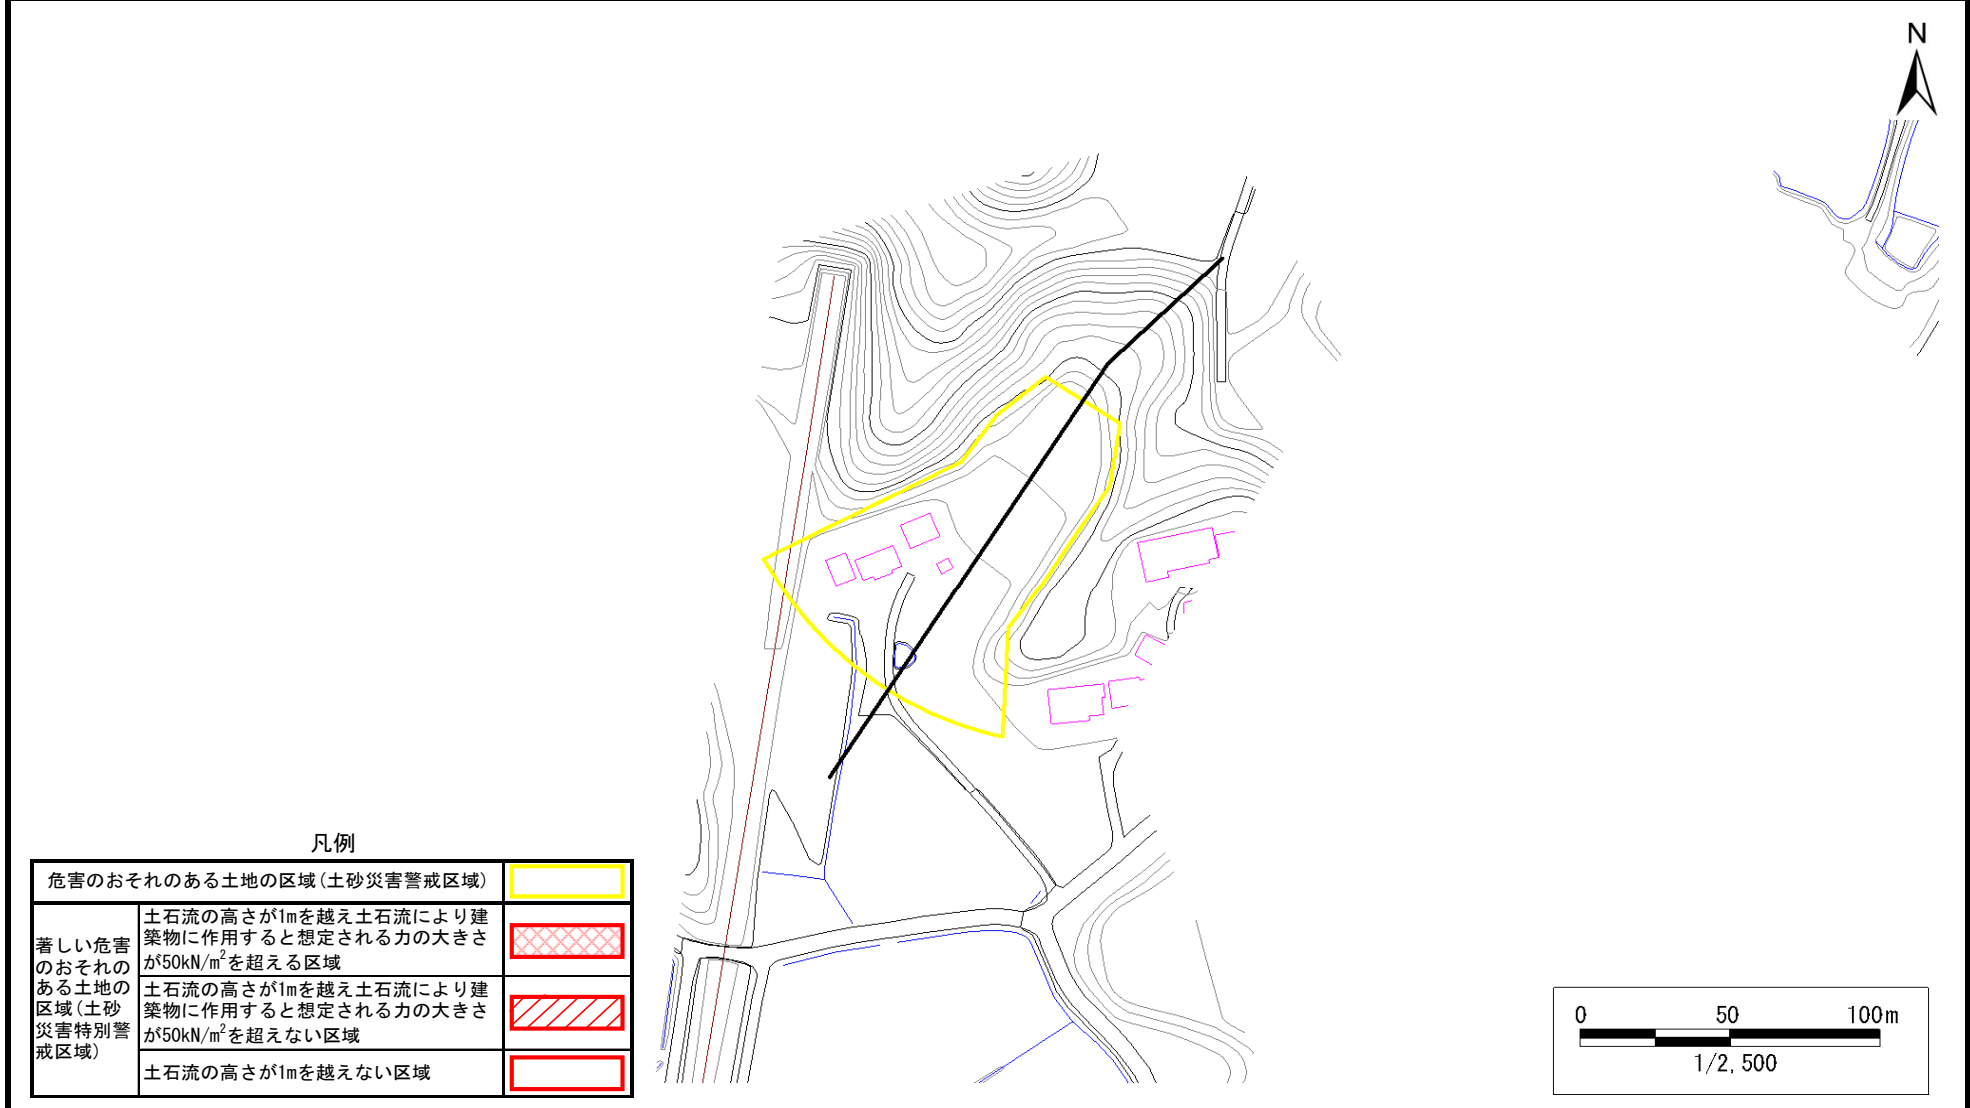 N
凡例
危害のおそれのある土地の区域(土砂災害警戒区域)
著しい危害
のおそれの
ある土地の
区域(土砂
災害特別警
戒区域)
土石流の高さが1mを越え土石流により建
築物に作用すると想定される力の大きさ
が50kN/m²を超える区域
土石流の高さが1mを越え土石流により建
築物に作用すると想定される力の大きさ
が50kN/m²を超えない区域
土石流の高さが1mを越えない区域
0 50 100m
1/2,500